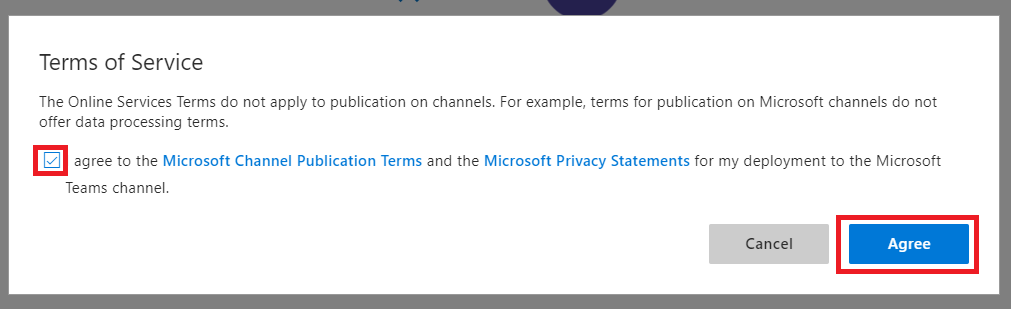 Terms of Service
The Online Services Terms do not apply to publication on channels. For example, terms for publication on Microsoft channels do not
offer data processing terms.
agree to the Microsoft Channel Publication Terms and the Microsoft Privacy Statements for my deployment to the Microsoft
Teams channel.
Cancel Agree